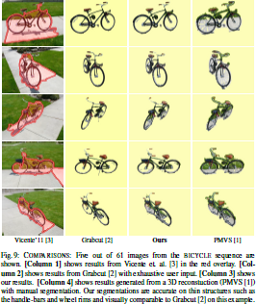 Vicente'11 [3] Grabcut [2] Ours PMVS [1]
Fig. 9: COMPARISONS: Five out of 61 images from the BICYCLE sequence are
shown. [Column 1] shows results from Vicente et. al. [3] in the red overlay. [Col-
umn 2] shows results from Grabcut [2] with exhaustive user input. [Column 3] shows
our results. [Column 4] shows results generated from a 3D reconstuction (PMVS [1])
with manual segmentation. Our segmentations are accurate on thin structures such as
the handle-bars and wheel rims and visually comparable to Grabcut [2] on this example.